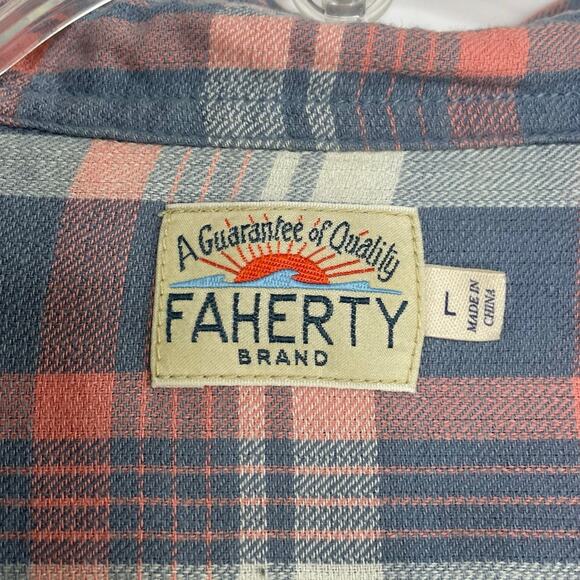 A Guarantee of Quality
FAHERTY
BRAND
L
MADE IN
CHINA